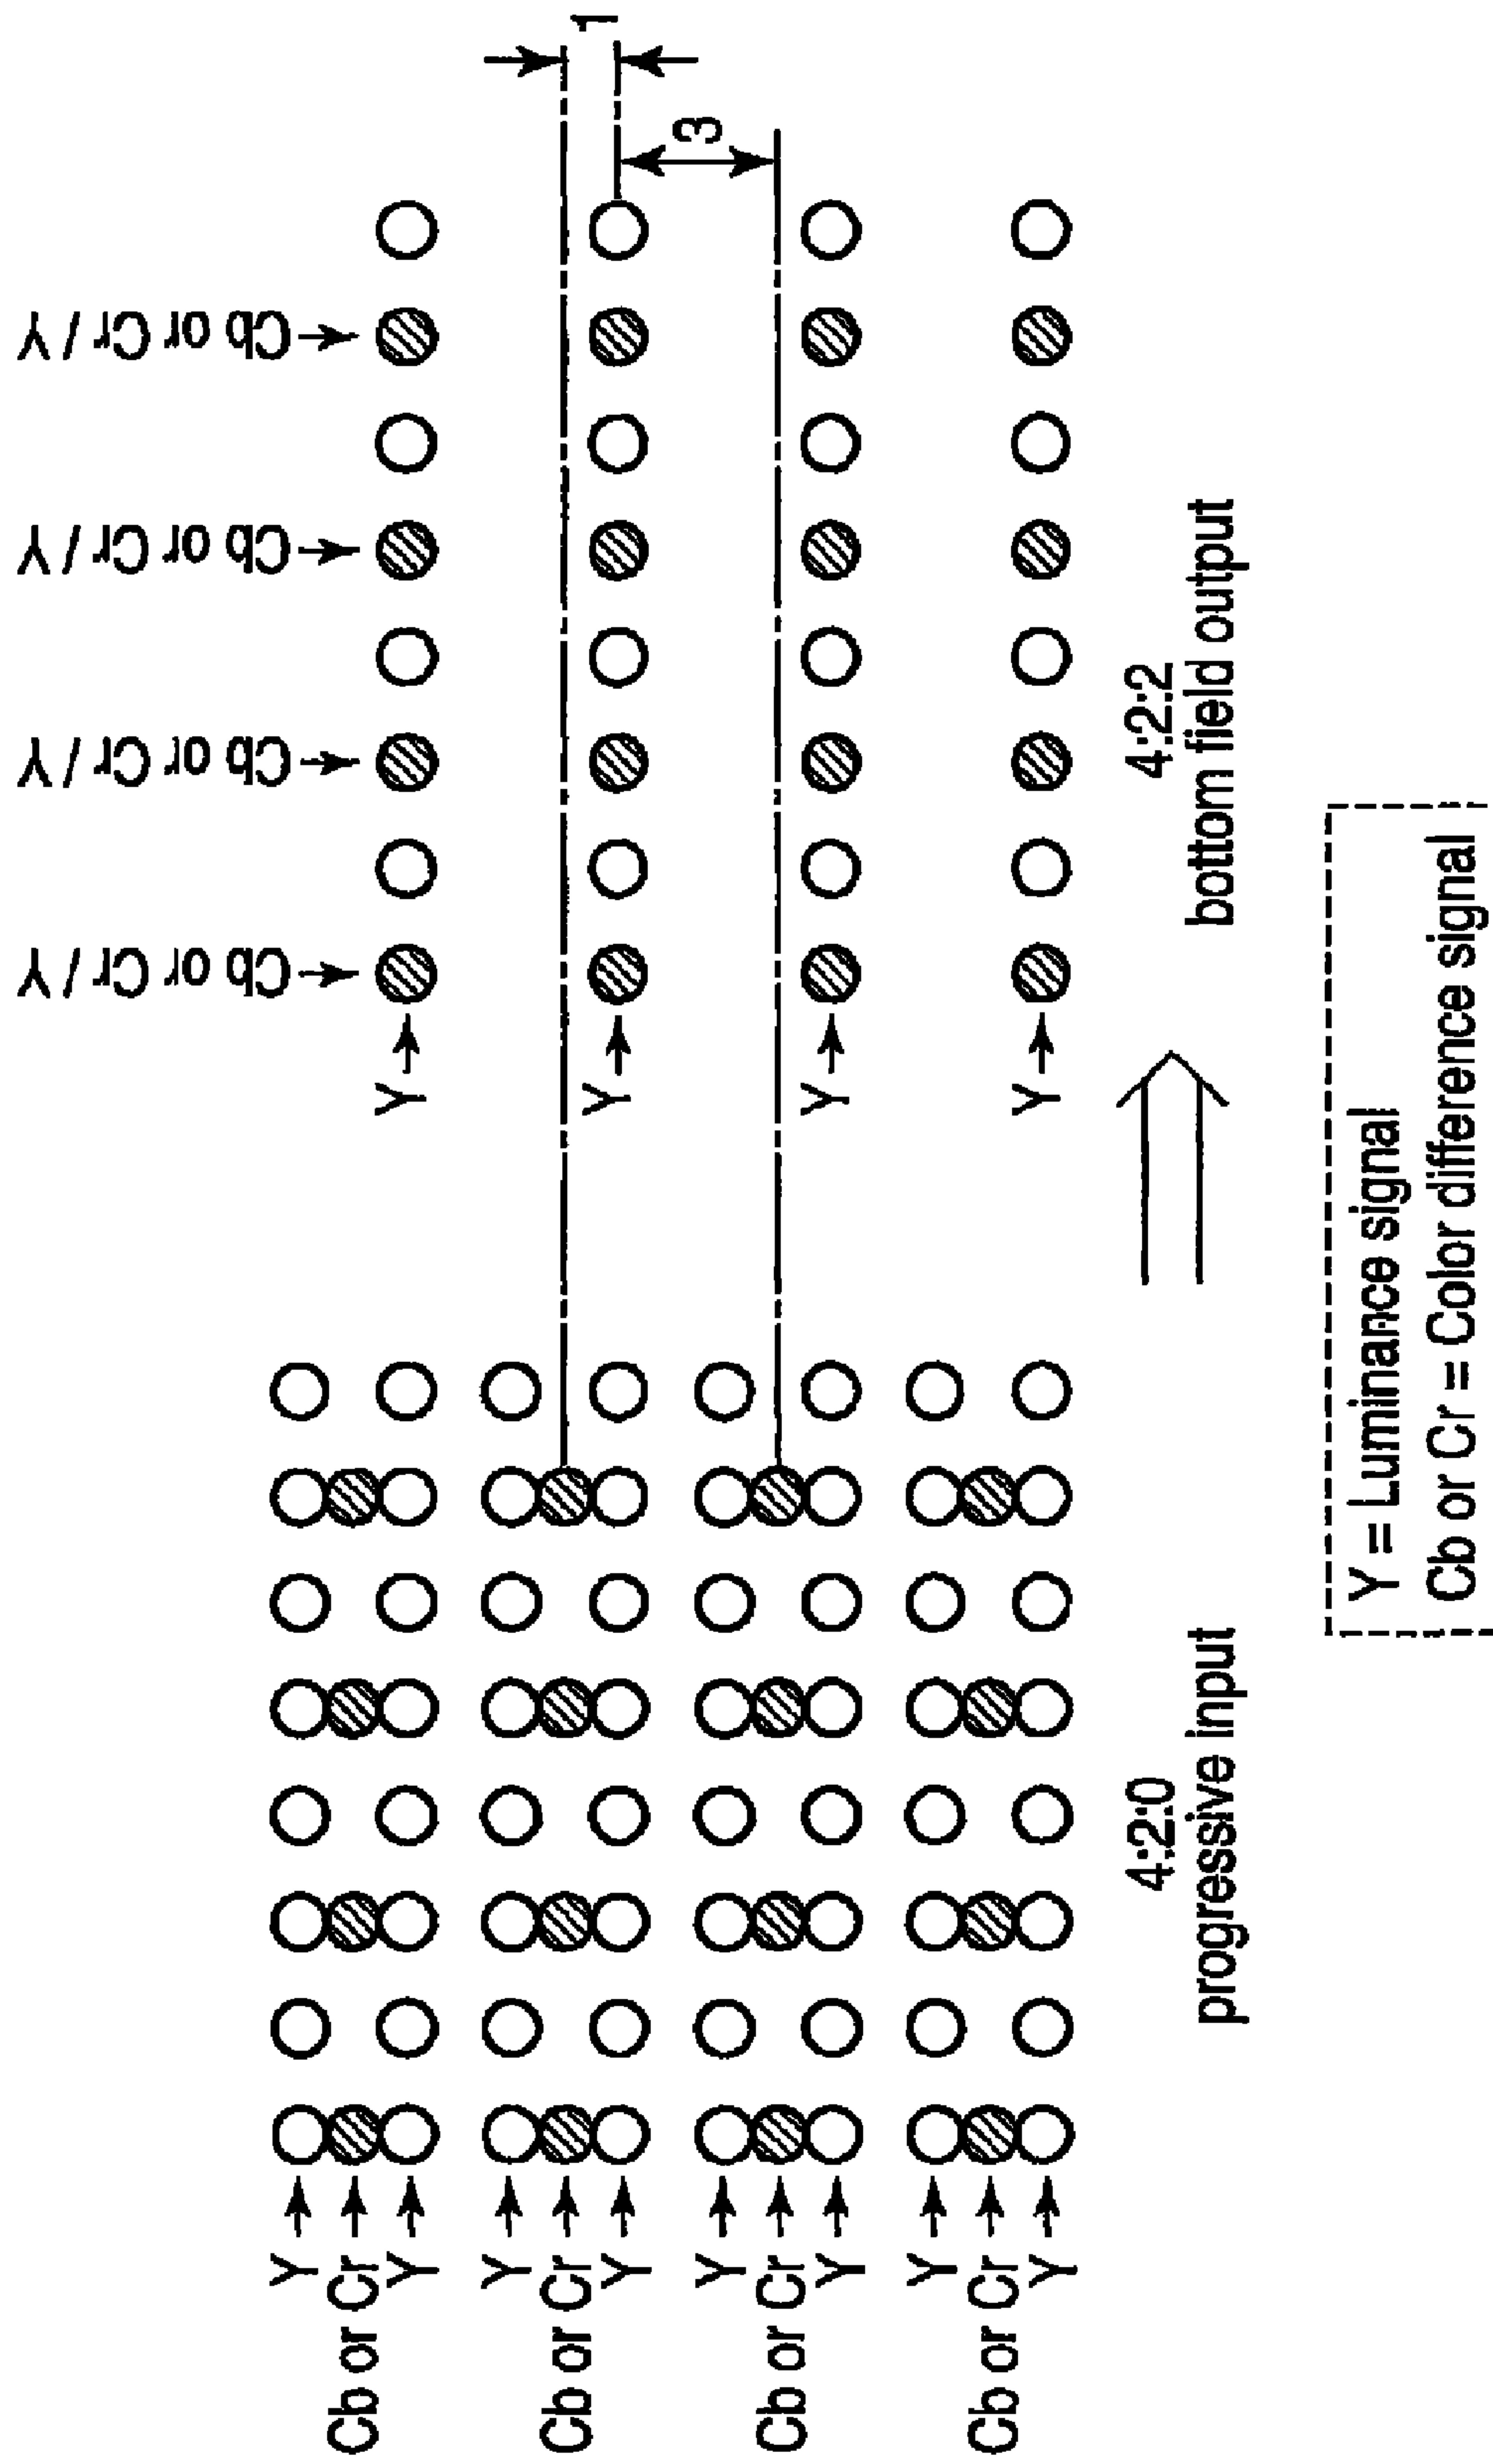 Y
Cb or Cr
Y
Y
Cb or Cr
Y
Y
Cb or Cr
Y
Y
Cb or Cr
Y
4:2:0
progressive input
Cb or Cr / Y
Cb or Cr / Y
Cb or Cr / Y
Cb or Cr / Y
Y
Y
Y
Y
1
3
4:2:2
bottom field output
Y = Luminance signal
Cb or Cr = Color difference signal